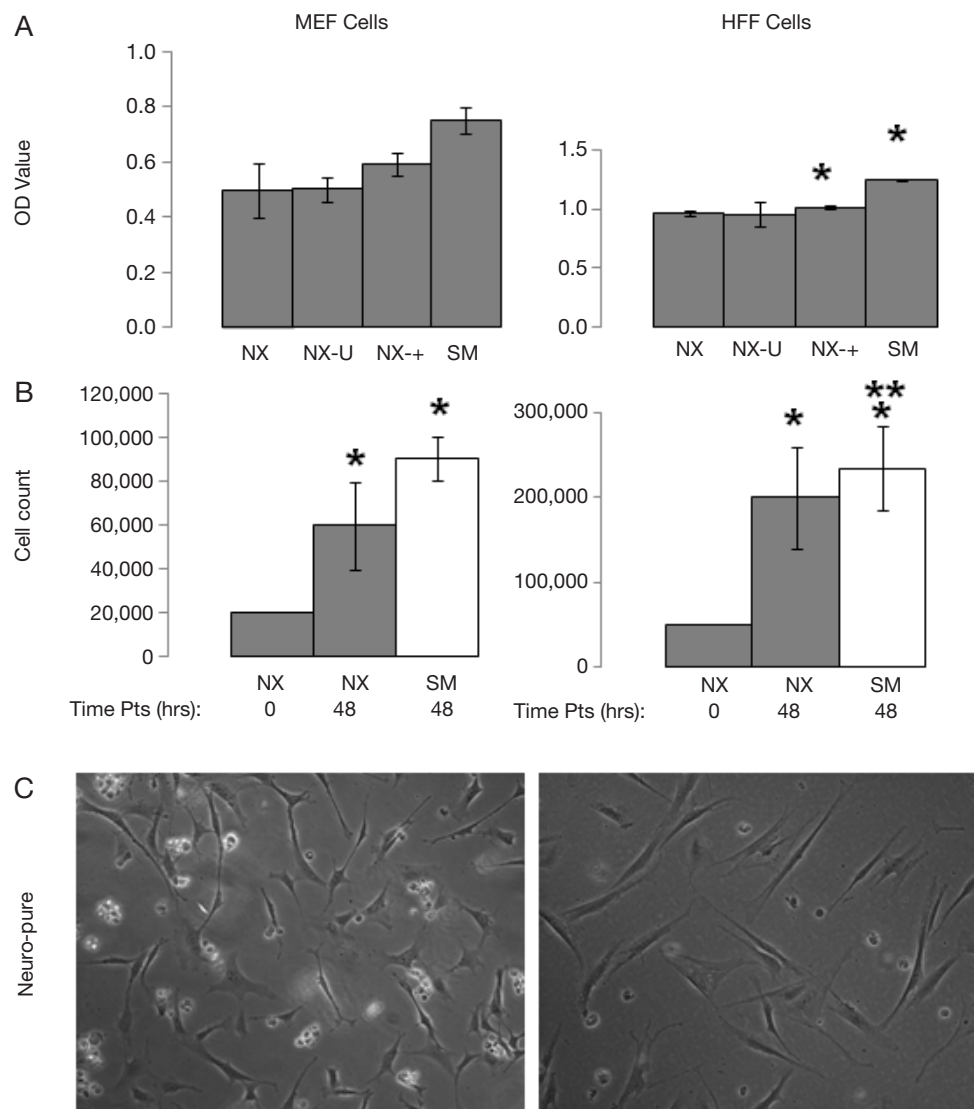 A
MEF Cells
HFF Cells
OD Value
1.0
0.8
0.6
0.4
0.2
0.0
NX NX-U NX-+ SM
1.5
1.0
0.5
0.0
*
*
NX NX-U NX-+ SM
B
Cell count
120,000
100,000
80,000
60,000
40,000
20,000
0
*
*
NX NX SM
Time Pts (hrs): 0 48 48
300,000
200,000
100,000
0
*
**
*
NX NX SM
Time Pts (hrs): 0 48 48
C
Neuro-pure